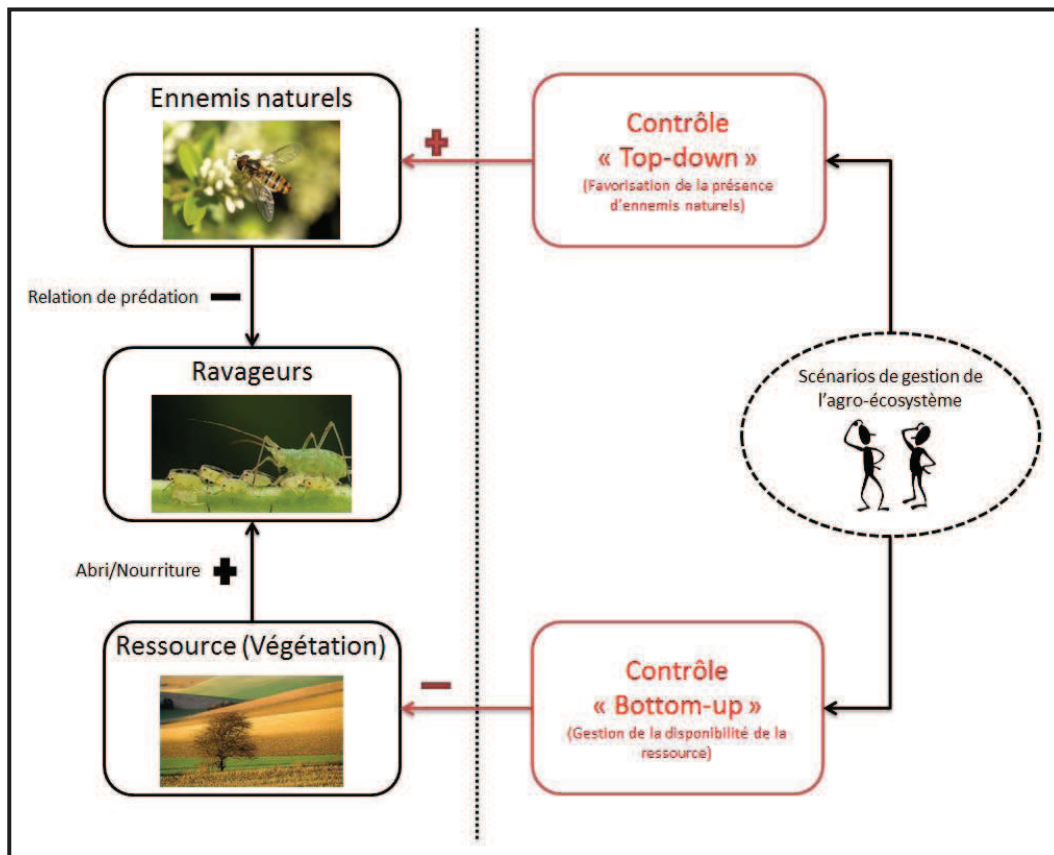 Ennemis naturels
Contrôle
« Top-down »
(Favorisation de la présence
d'ennemis naturels)
Relation de prédation
Ravageurs
Scénarios de gestion de
l'agro-écosystème
Abri/Nourriture
Ressource (Végétation)
Contrôle
« Bottom-up »
(Gestion de la disponibilité de la
ressource)